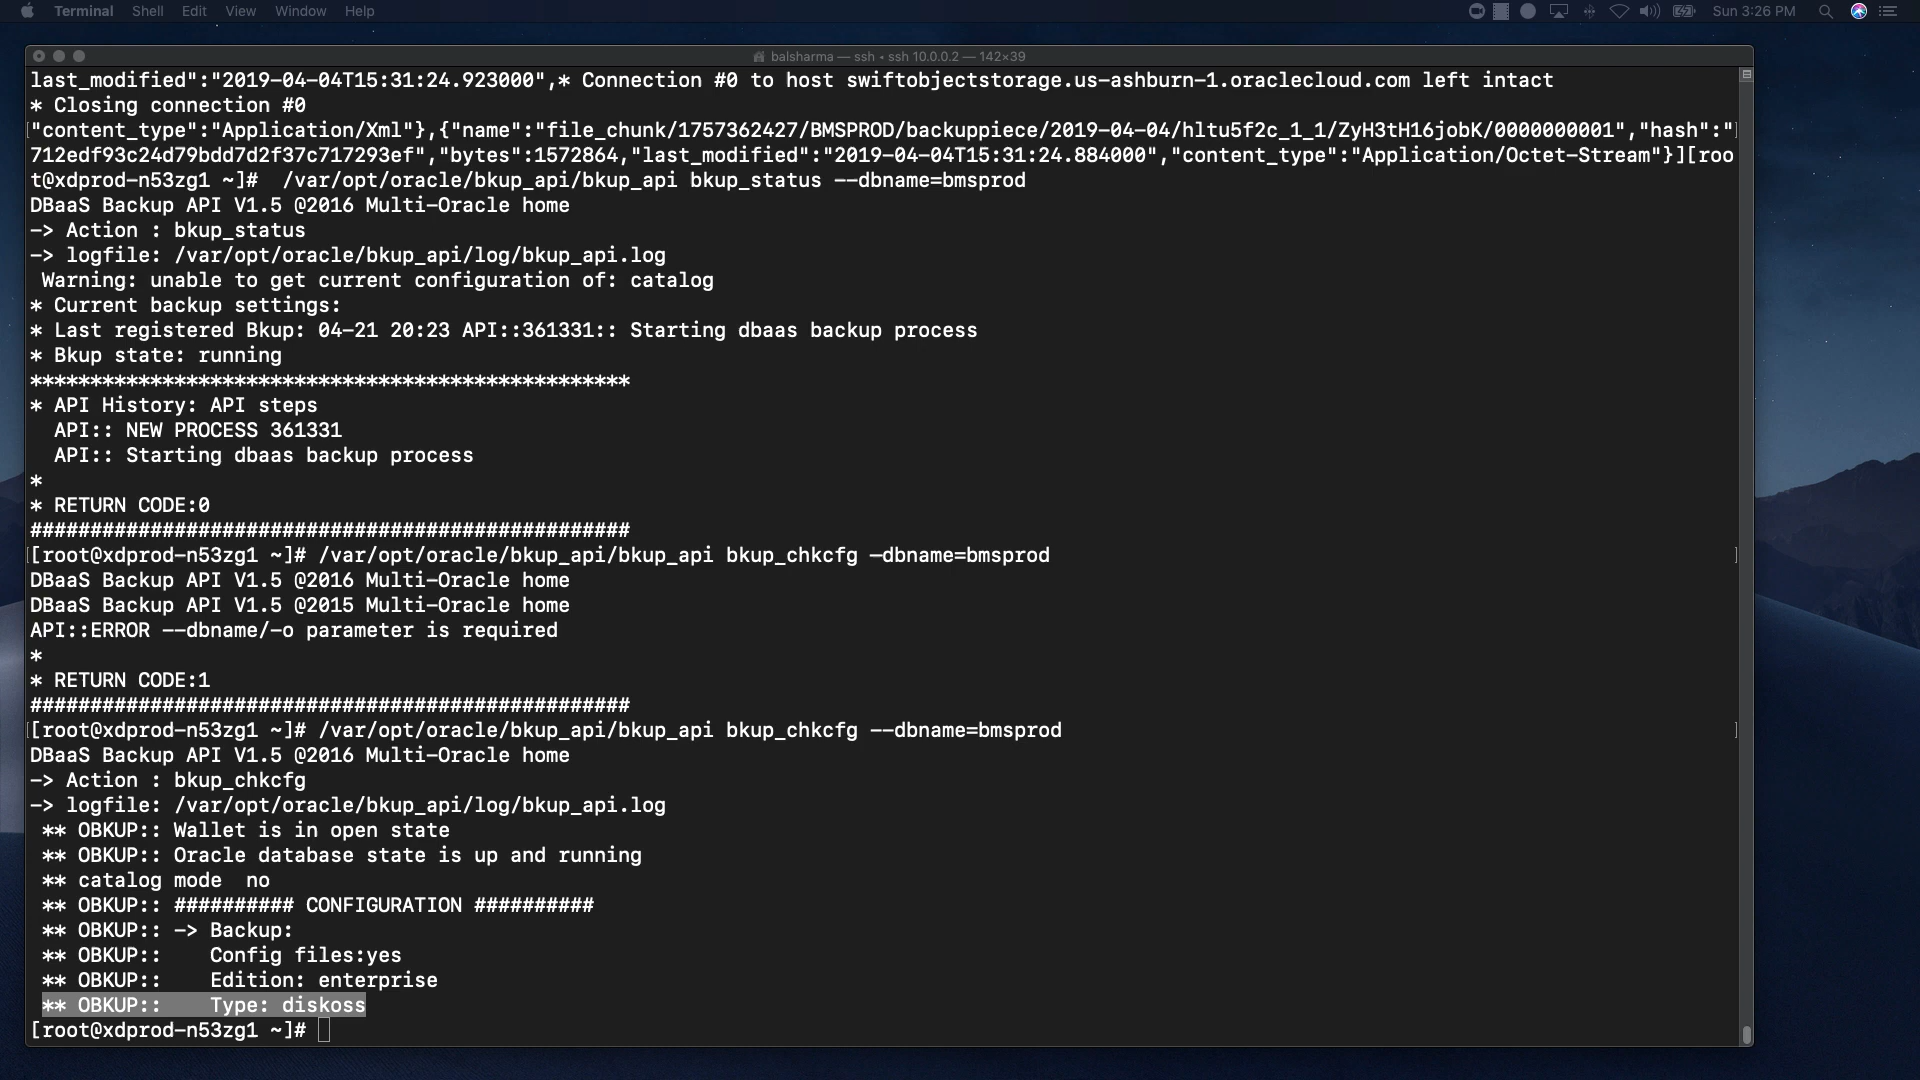 Terminal Shell Edit View Window Help Sun 3:26 PM
balsharma — ssh • ssh 10.0.0.2 — 142×39
last_modified":"2019-04-04T15:31:24.923000",* Connection #0 to host swiftobjectstorage.us-ashburn-1.oraclecloud.com left intact
* Closing connection #0
"content_type":"Application/Xml"},{"name":"file_chunk/1757362427/BMSPROD/backuppiece/2019-04-04/hltu5f2c_1_1/ZyH3tH16jobK/0000000001","hash":"
712edf93c24d79bdd7d2f37c717293ef","bytes":1572864,"last_modified":"2019-04-04T15:31:24.884000","content_type":"Application/Octet-Stream"}][roo
t@xdprod-n53zg1 ~]#  /var/opt/oracle/bkup_api/bkup_api bkup_status --dbname=bmsprod
DBaaS Backup API V1.5 @2016 Multi-Oracle home
-> Action : bkup_status
-> logfile: /var/opt/oracle/bkup_api/log/bkup_api.log
 Warning: unable to get current configuration of: catalog
* Current backup settings:
* Last registered Bkup: 04-21 20:23 API::361331:: Starting dbaas backup process
* Bkup state: running
**************************************************
* API History: API steps
  API:: NEW PROCESS 361331
  API:: Starting dbaas backup process
*
* RETURN CODE:0
##################################################
[root@xdprod-n53zg1 ~]# /var/opt/oracle/bkup_api/bkup_api bkup_chkcfg –dbname=bmsprod
DBaaS Backup API V1.5 @2016 Multi-Oracle home
DBaaS Backup API V1.5 @2015 Multi-Oracle home
API::ERROR --dbname/-o parameter is required
*
* RETURN CODE:1
##################################################
[root@xdprod-n53zg1 ~]# /var/opt/oracle/bkup_api/bkup_api bkup_chkcfg --dbname=bmsprod
DBaaS Backup API V1.5 @2016 Multi-Oracle home
-> Action : bkup_chkcfg
-> logfile: /var/opt/oracle/bkup_api/log/bkup_api.log
 ** OBKUP:: Wallet is in open state
 ** OBKUP:: Oracle database state is up and running
 ** catalog mode  no
 ** OBKUP:: ########## CONFIGURATION ##########
 ** OBKUP:: -> Backup:
 ** OBKUP::    Config files:yes
 ** OBKUP::    Edition: enterprise
 ** OBKUP::    Type: diskoss
[root@xdprod-n53zg1 ~]#